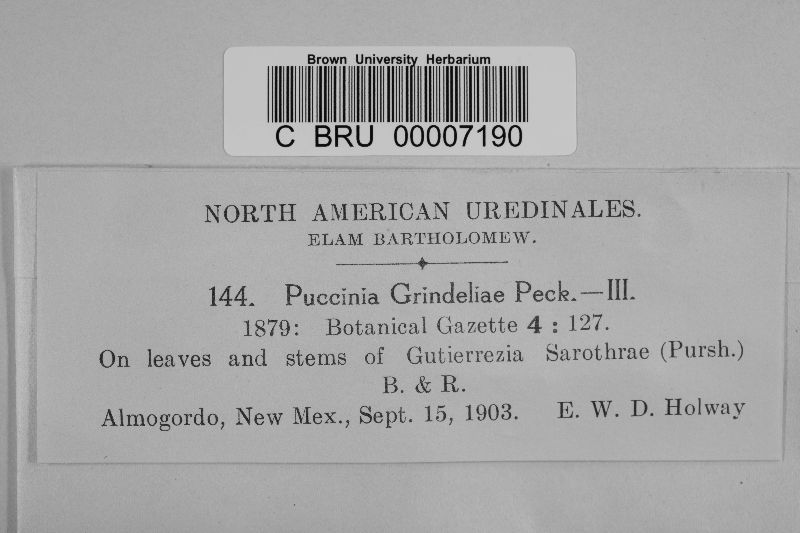 Brown University Herbarium
C BRU 00007190
NORTH AMERICAN UREDINALES.
ELAM BARTHOLOMEW.
144. Puccinia Grindeliae Peck.—III.
1879: Botanical Gazette 4 : 127.
On leaves and stems of Gutierrezia Sarothrae (Pursh.)
B. & R.
Almogordo, New Mex., Sept. 15, 1903. E. W. D. Holway